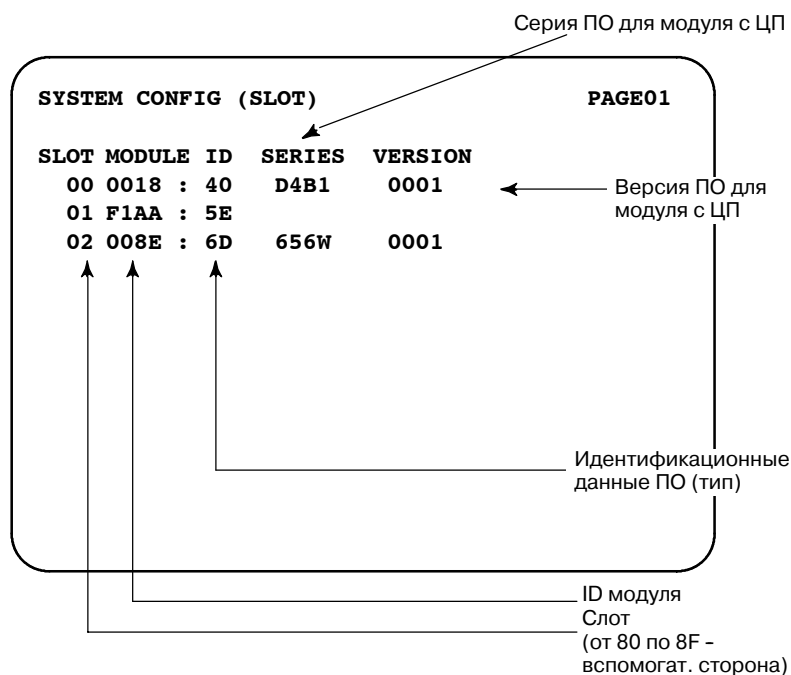 Серия ПО для модуля с ЦП
SYSTEM CONFIG (SLOT) PAGE01
SLOT MODULE ID SERIES VERSION
00 0018 : 40 D4B1 0001
01 F1AA : 5E
02 008E : 6D 656W 0001
Версия ПО для
модуля с ЦП
Идентификационные
данные ПО (тип)
ID модуля
Слот
(от 80 по 8F –
вспомогат. сторона)